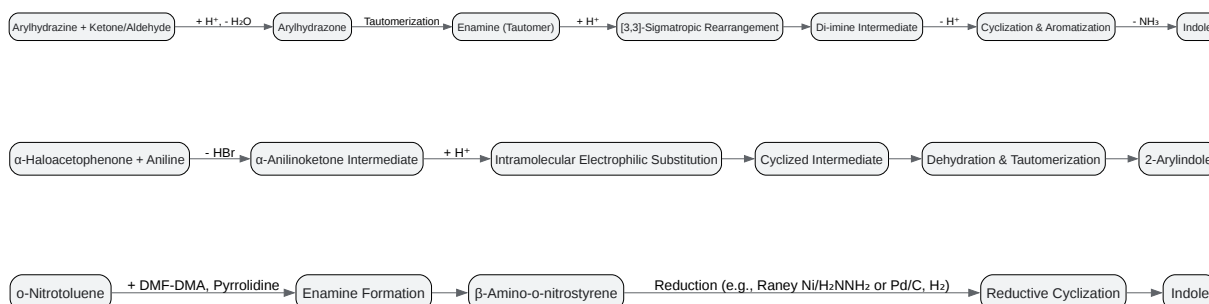 Arylhydrazine + Ketone/Aldehyde + H⁺, - H₂O Arylhydrazone Tautomerization Enamine (Tautomer) + H⁺ [3,3]-Sigmatropic Rearrangement Di-imine Intermediate - H⁺ Cyclization & Aromatization - NH₃ Indole
α-Haloacetophenone + Aniline - HBr α-Anilinoketone Intermediate + H⁺ Intramolecular Electrophilic Substitution Cyclized Intermediate Dehydration & Tautomerization 2-Arylindole
o-Nitrotoluene + DMF-DMA, Pyrrolidine Enamine Formation β-Amino-o-nitrostyrene Reduction (e.g., Raney Ni/H₂NNH₂ or Pd/C, H₂) Reductive Cyclization Indole